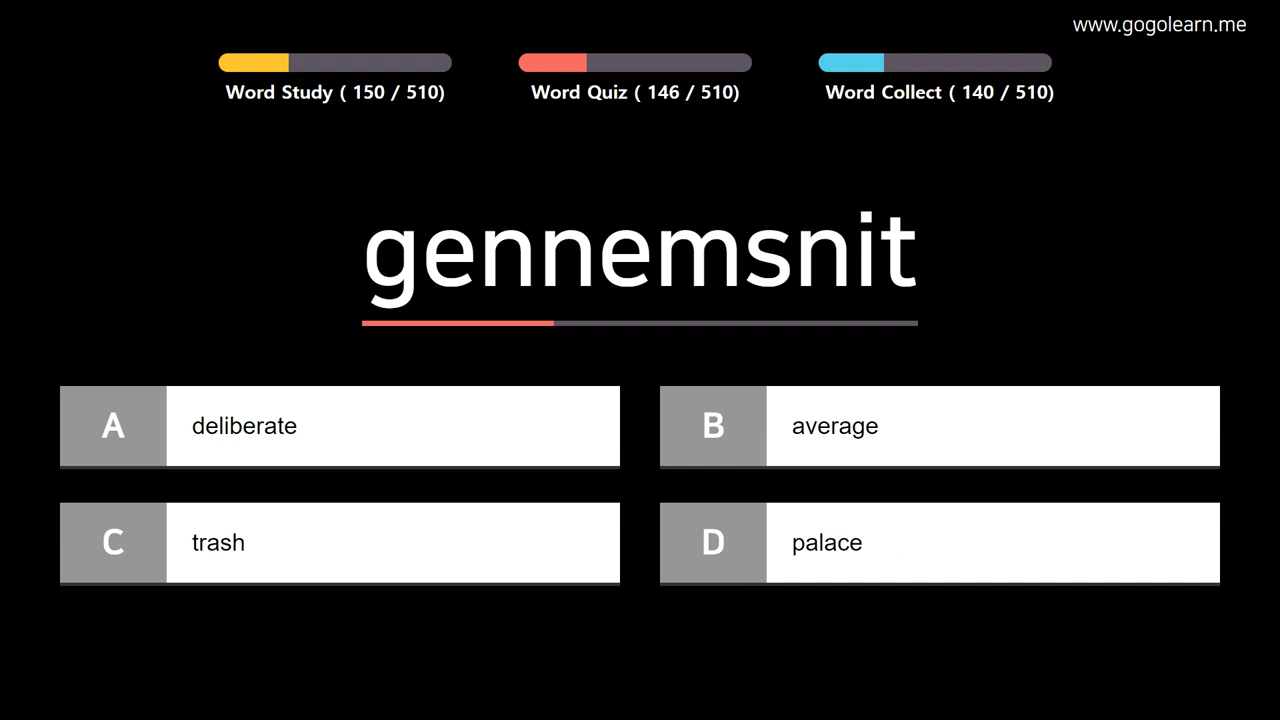 www.gogolearn.me
Word Study ( 150 / 510)
Word Quiz ( 146 / 510)
Word Collect ( 140 / 510)
gennemsnit
A deliberate
B average
C trash
D palace